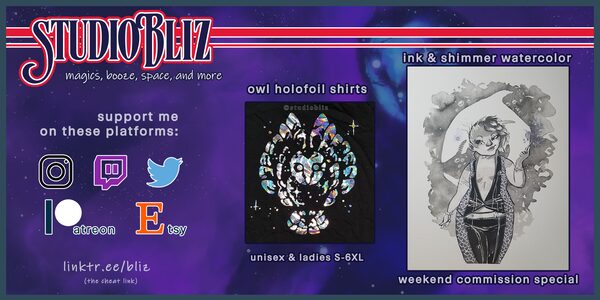 STUDIOBLIZ
magics, booze, space, and more
support me
on these platforms:
Patreon
Etsy
linktr.ee/bliz
(the cheat link)
owl holofoil shirts
©studiobliz
unisex & ladies S-6XL
ink & shimmer watercolor
weekend commission special